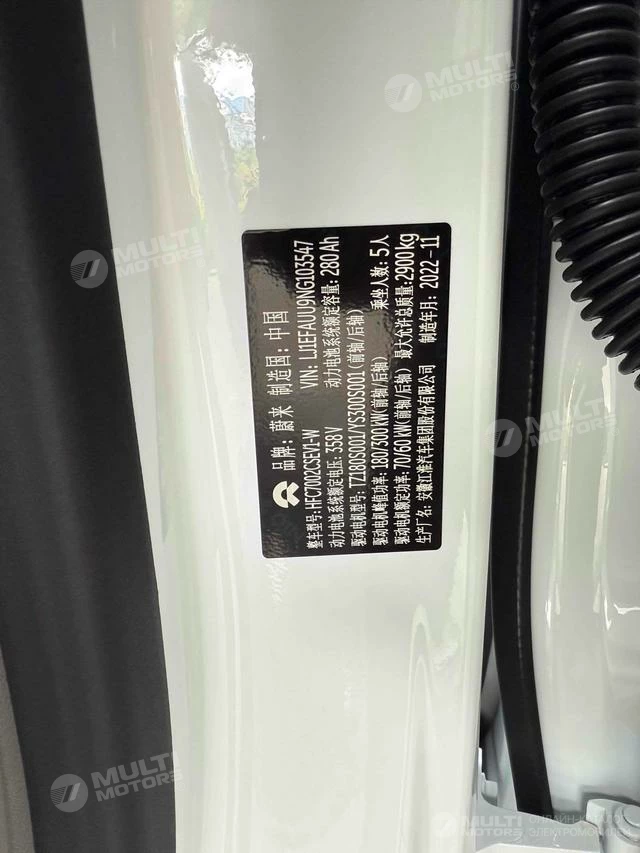 品牌: 蔚来 制造国: 中国
整车型号:HFC7002CSEV1-W VIN: LJ1EFAUU9NG103547
动力电池系统额定电压: 358V 动力电池系统额定容量: 280Ah
驱动电机型号: TZ180S001/YS300S001(前轴/后轴)
驱动电机峰值功率: 180/300kW(前轴/后轴) 乘坐人数: 5人
驱动电机额定功率: 70/60 kW(前轴/后轴) 最大允许总质量:2900kg
生产厂名: 安徽江淮汽车集团股份有限公司 制造年月: 2022-11
MULTI MOTORS
MULTI MOTORS
MULTI MOTORS
MULTI MOTORS
MULTI MOTORS
ОНЛАЙН-КАТАЛОГ
ЭЛЕКТРОМОБИЛЕЙ